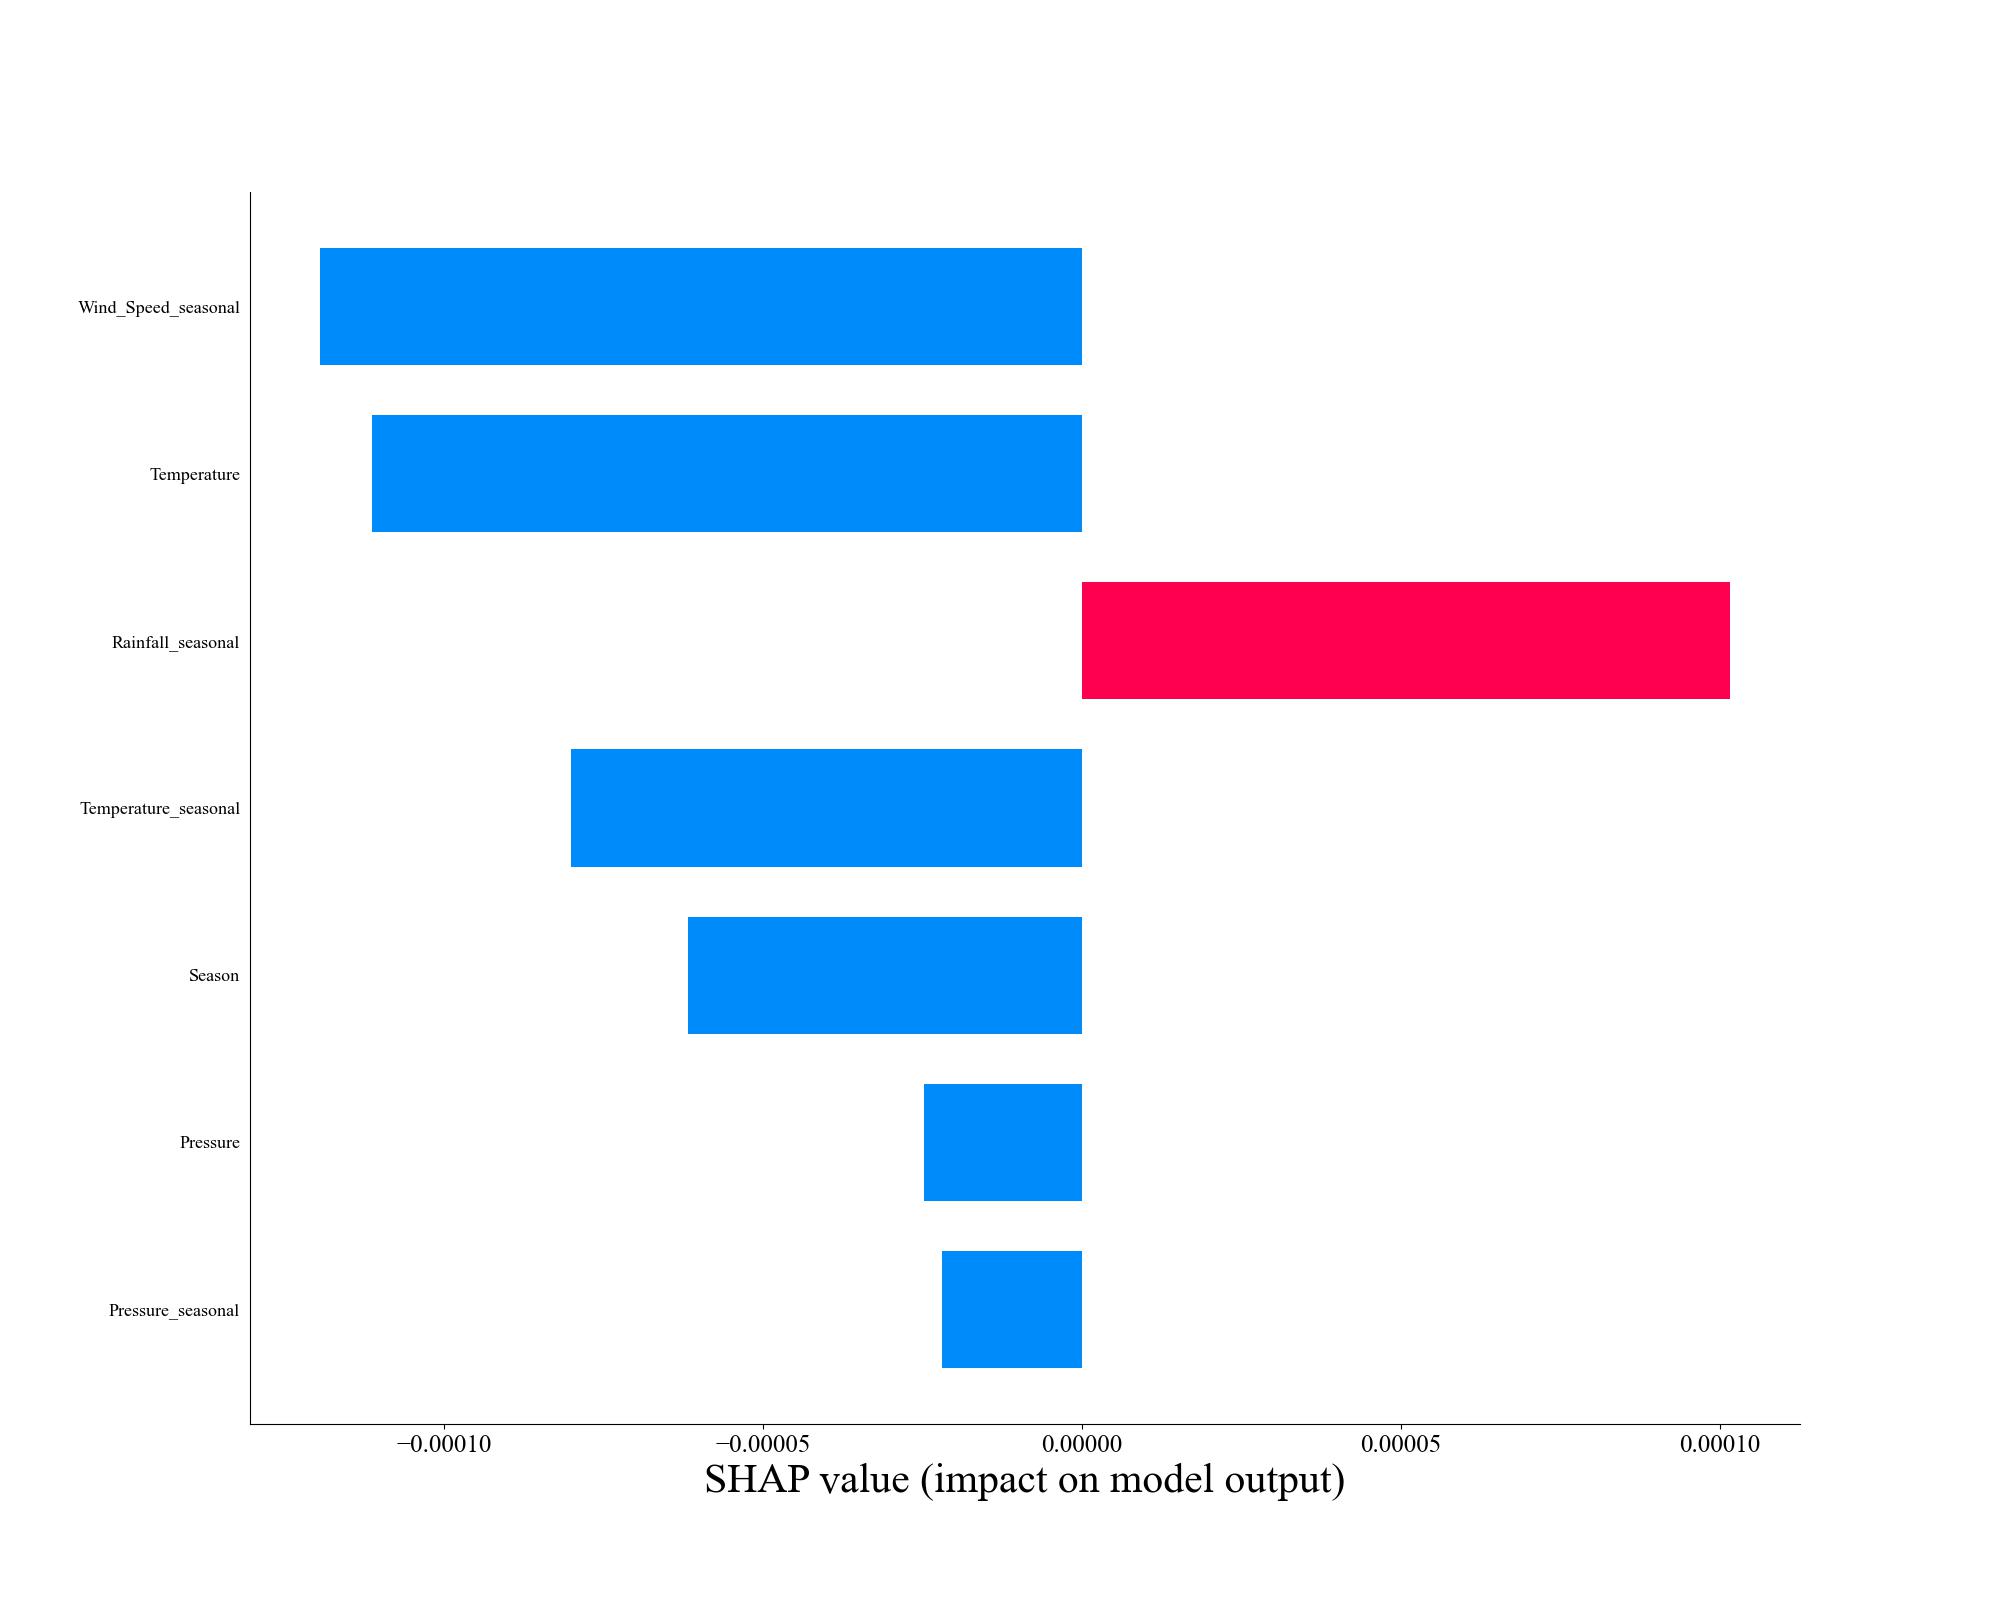 Wind_Speed_seasonal
Temperature
Rainfall_seasonal
Temperature_seasonal
Season
Pressure
Pressure_seasonal
−0.00010 −0.00005 0.00000 0.00005 0.00010
SHAP value (impact on model output)